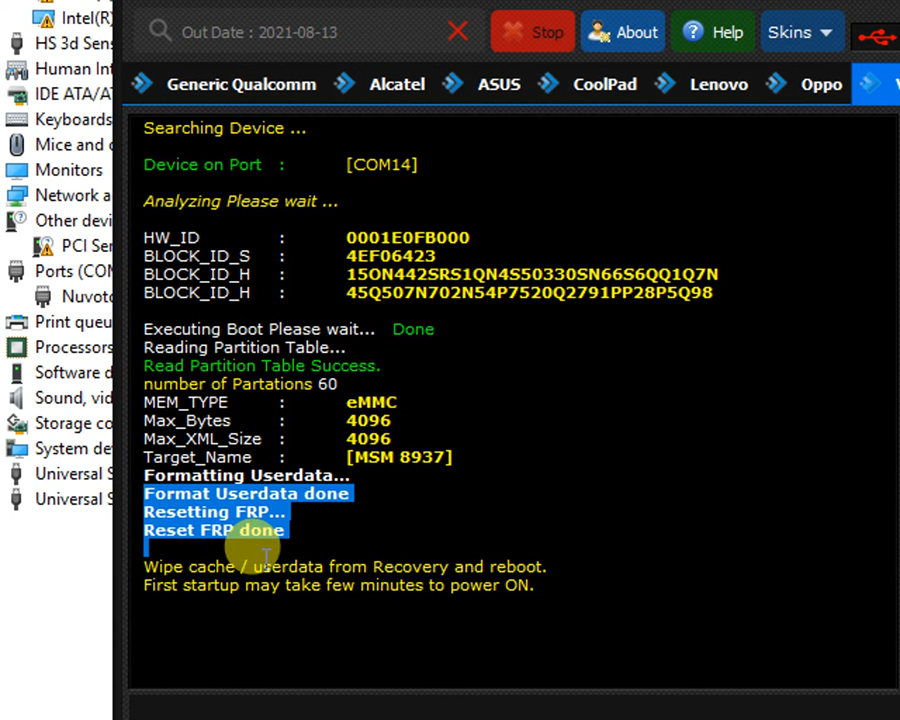 Intel(R)
HS 3d Sens
Human Int
IDE ATA/AT
Keyboards
Mice and o
Monitors
Network a
Other devi
PCI Ser
Ports (COM
Nuvoto
Print queu
Processors
Software d
Sound, vid
Storage co
System de
Universal S
Universal S
Out Date : 2021-08-13
Stop
About
Help
Skins
Generic Qualcomm
Alcatel
ASUS
CoolPad
Lenovo
Oppo
Searching Device ...
Device on Port : [COM14]
Analyzing Please wait ...
HW_ID : 0001E0FB000
BLOCK_ID_S : 4EF06423
BLOCK_ID_H : 15ON442SRS1QN4S50330SN66S6QQ1Q7N
BLOCK_ID_H : 45Q507N702N54P7520Q2791PP28P5Q98
Executing Boot Please wait... Done
Reading Partition Table...
Read Partition Table Success.
number of Partations 60
MEM_TYPE : eMMC
Max_Bytes : 4096
Max_XML_Size : 4096
Target_Name : [MSM 8937]
Formatting Userdata...
Format Userdata done
Resetting FRP...
Reset FRP done
Wipe cache / userdata from Recovery and reboot.
First startup may take few minutes to power ON.